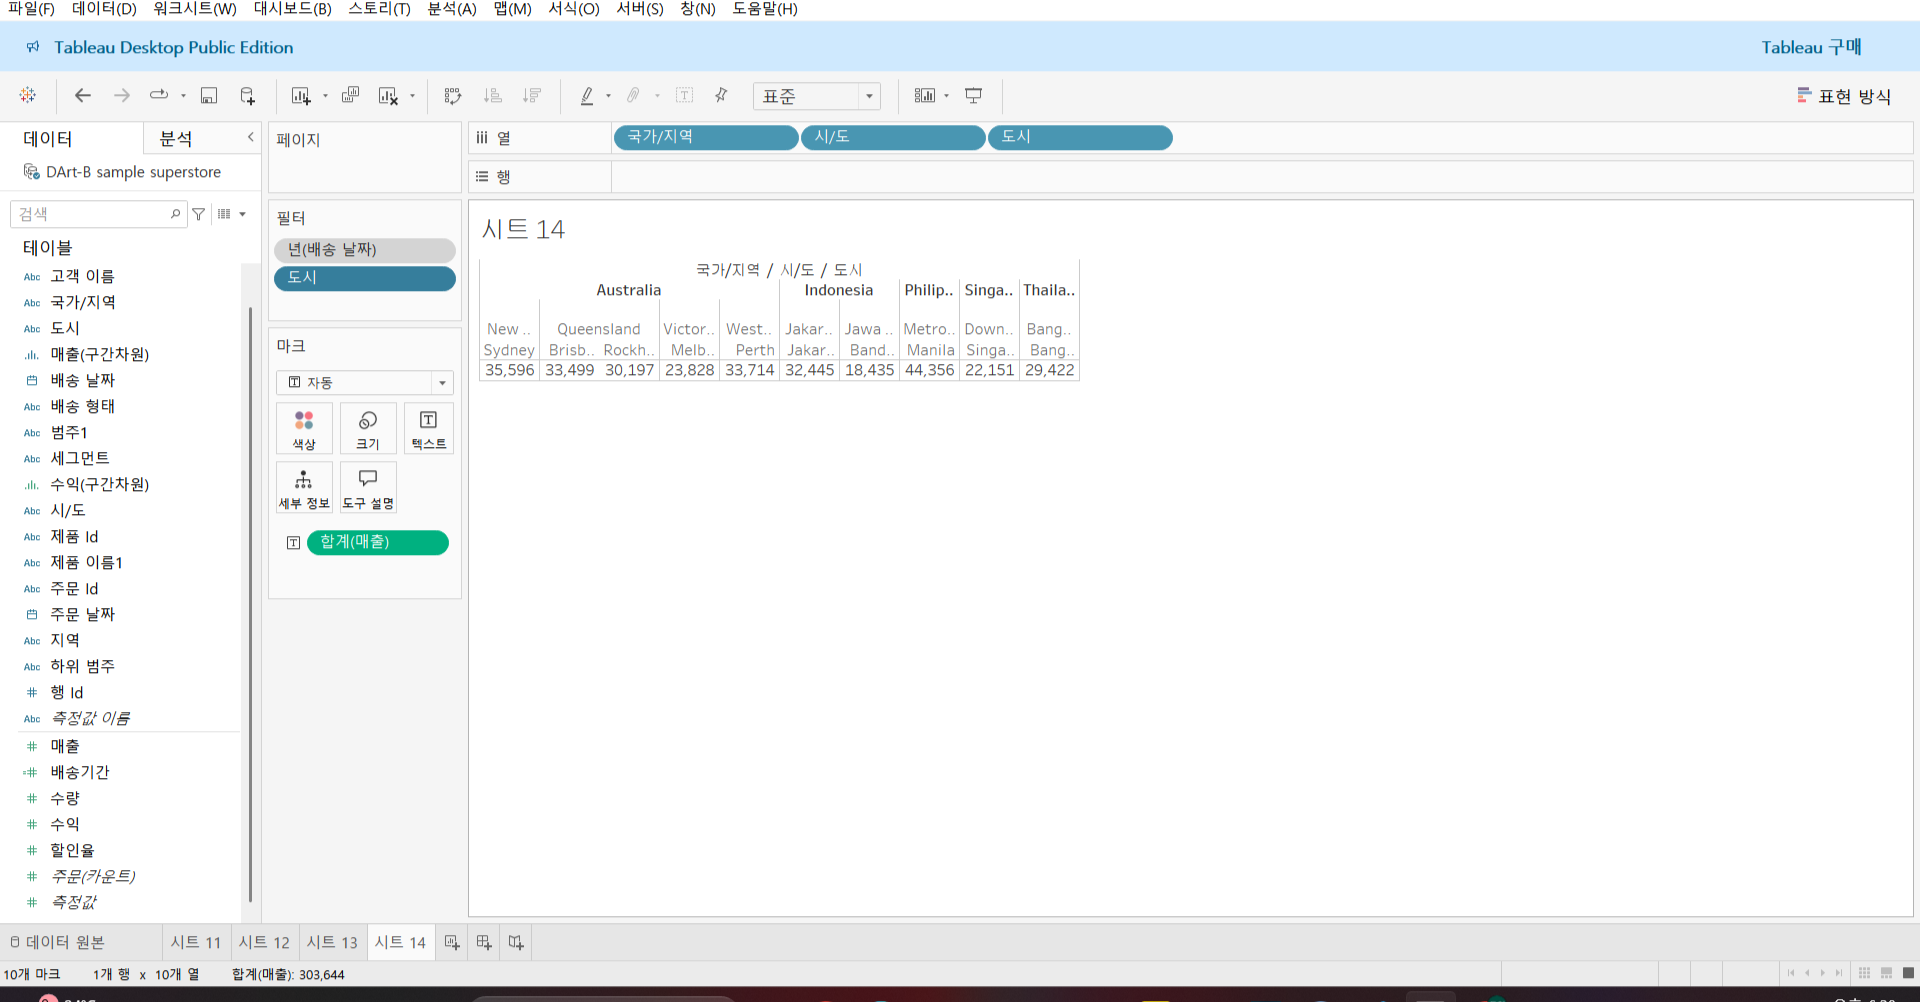 파일(F) 데이터(D) 워크시트(W) 대시보드(B) 스토리(T) 분석(A) 맵(M) 서식(O) 서버(S) 창(N) 도움말(H)
Tableau Desktop Public Edition
Tableau 구매
표준
표현 방식
데이터
분석
DArt-B sample superstore
검색
테이블
Abc 고객 이름
Abc 국가/지역
Abc 도시
매출(구간차원)
배송 날짜
Abc 배송 형태
Abc 범주1
Abc 세그먼트
수익(구간차원)
Abc 시/도
Abc 제품 Id
Abc 제품 이름1
Abc 주문 Id
주문 날짜
Abc 지역
Abc 하위 범주
# 행 Id
Abc 측정값 이름
# 매출
=# 배송기간
# 수량
# 수익
# 할인율
# 주문(카운트)
# 측정값
페이지
필터
년(배송 날짜)
도시
마크
T 자동
색상
크기
텍스트
세부 정보
도구 설명
합계(매출)
열
국가/지역
시/도
도시
행
시트 14
국가/지역 / 시/도 / 도시
Australia Indonesia Philip.. Singa.. Thaila..
New .. Queensland Victor.. West.. Jakar.. Jawa .. Metro.. Down.. Bang..
Sydney Brisb.. Rockh.. Melb.. Perth Jakar.. Band.. Manila Singa.. Bang..
35,596 33,499 30,197 23,828 33,714 32,445 18,435 44,356 22,151 29,422
데이터 원본 시트 11 시트 12 시트 13 시트 14
10개 마크 1개 행 x 10개 열 합계(매출): 303,644